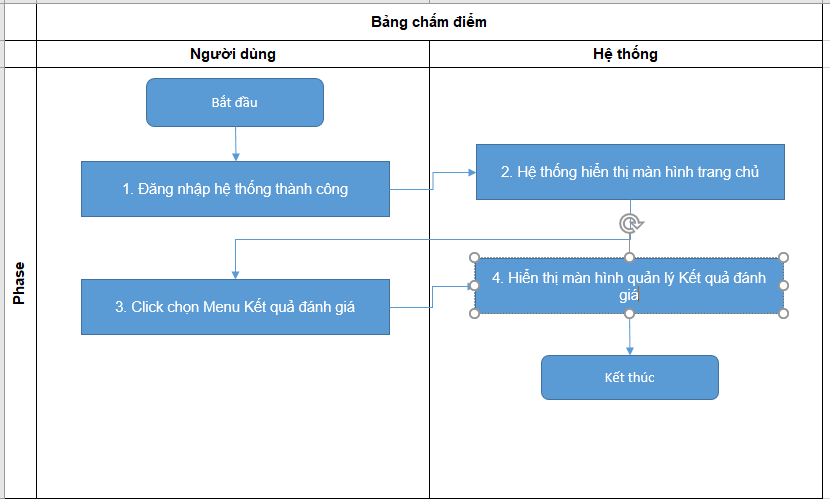 Bảng chấm điểm
Người dùng
Hệ thống
Phase
Bắt đầu
1. Đăng nhập hệ thống thành công
2. Hệ thống hiển thị màn hình trang chủ
3. Click chọn Menu Kết quả đánh giá
4. Hiển thị màn hình quản lý Kết quả đánh
giá
Kết thúc